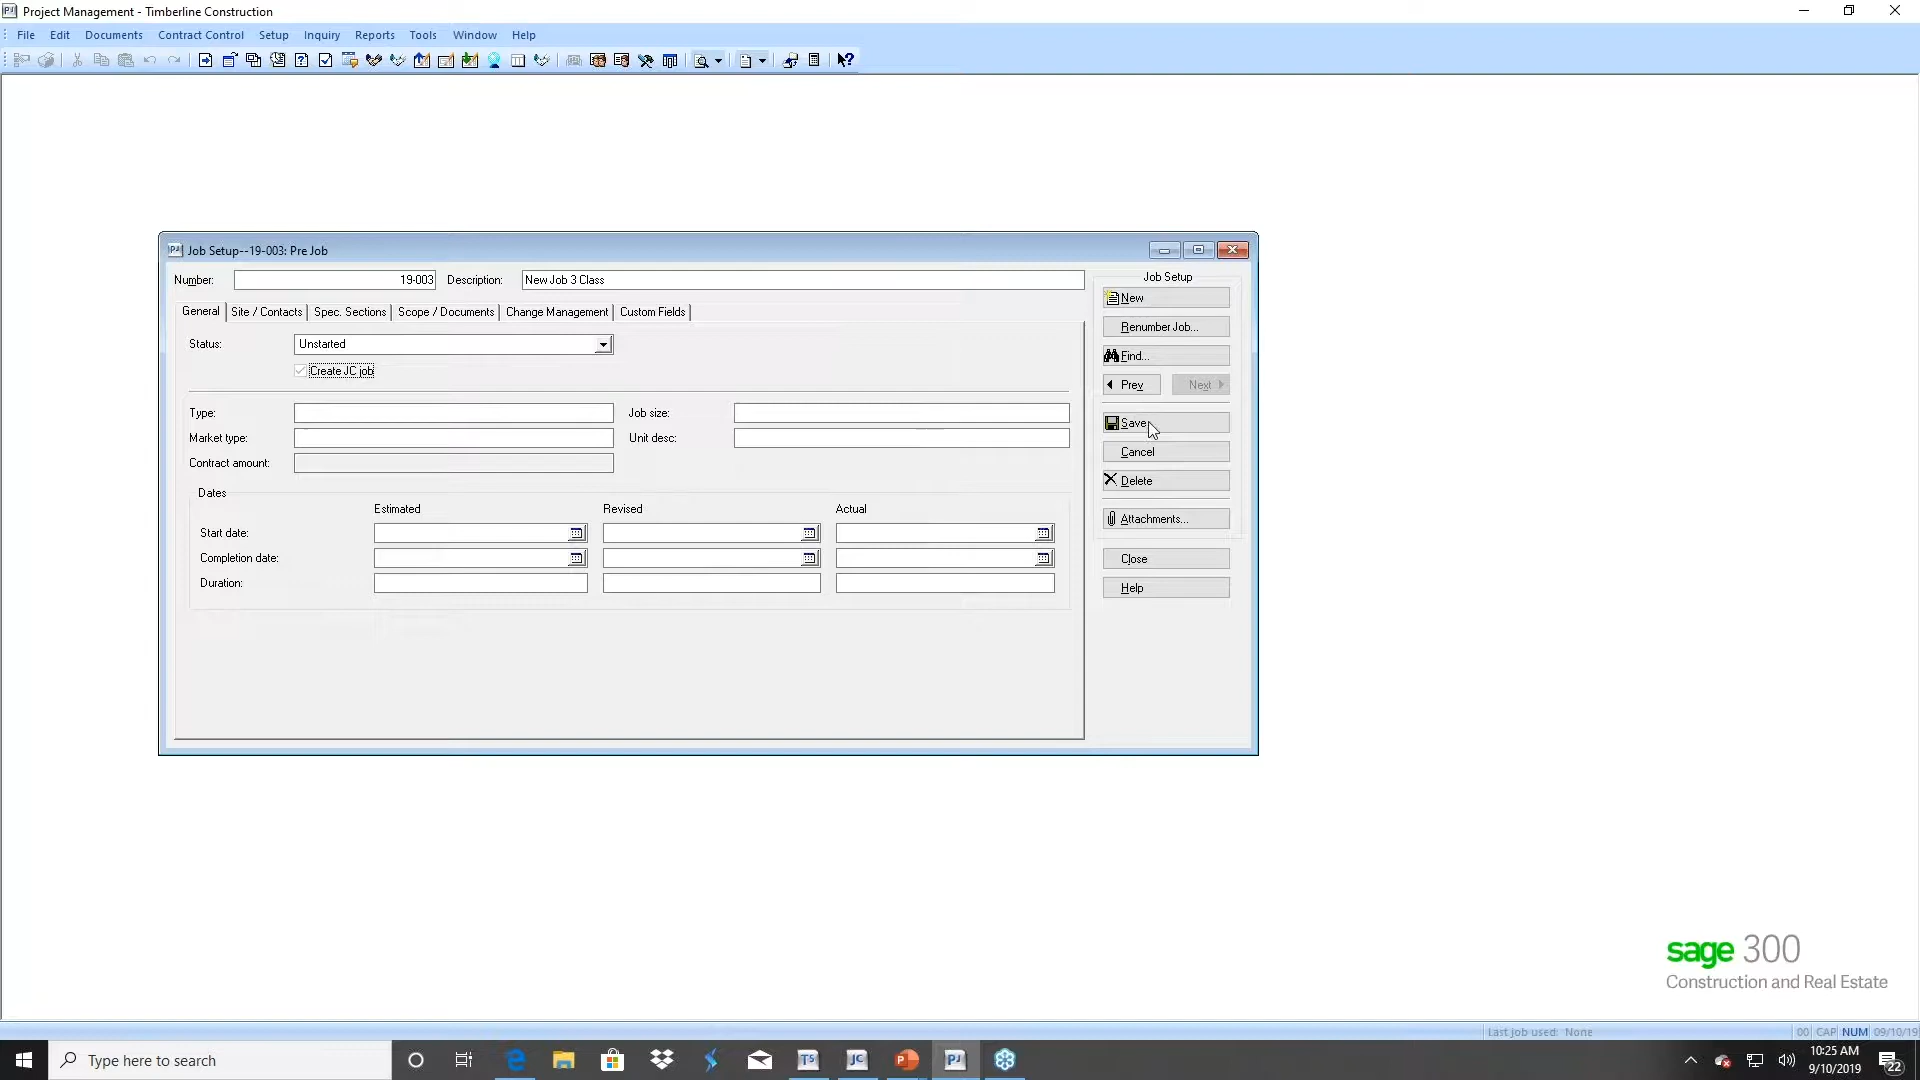 Project Management - Timberline Construction
File Edit Documents Contract Control Setup Inquiry Reports Tools Window Help
Job Setup--19-003: Pre Job
Number: 19-003 Description: New Job 3 Class
General Site / Contacts Spec. Sections Scope / Documents Change Management Custom Fields
Status: Unstarted
Create JC job
Type: Job size:
Market type: Unit desc:
Contract amount:
Dates
Estimated Revised Actual
Start date:
Completion date:
Duration:
Job Setup
New
Renumber Job...
Find...
Prev Next
Save
Cancel
Delete
Attachments...
Close
Help
sage 300
Construction and Real Estate
Last job used: None 00 CAP NUM 09/10/19
Type here to search
TS JC PJ
10:25 AM
9/10/2019
22